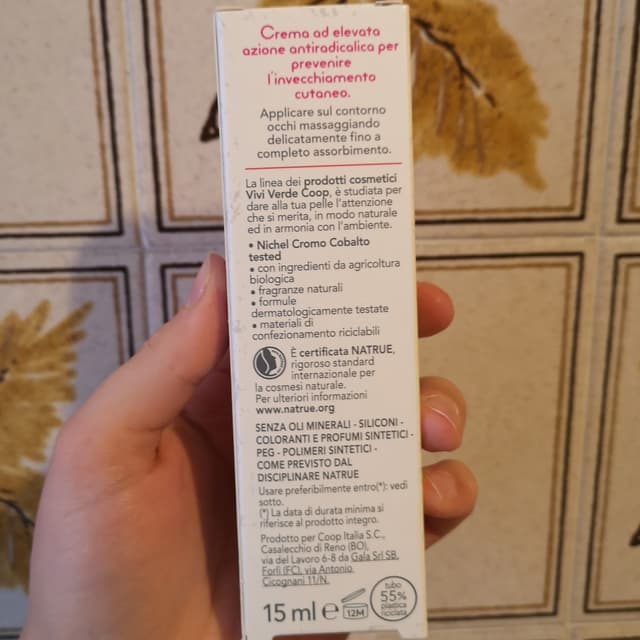 Crema ad elevata
azione antiradicalica per
prevenire
l'invecchiamento
cutaneo.
Applicare sul contorno
occhi massaggiando
delicatamente fino a
completo assorbimento.
La linea dei prodotti cosmetici
Vivi Verde Coop, è studiata per
dare alla tua pelle l'attenzione
che si merita, in modo naturale
ed in armonia con l'ambiente.
• Nichel Cromo Cobalto
tested
• con ingredienti da agricoltura
biologica
• fragranze naturali
• formule
dermatologicamente testate
• materiali di
confezionamento riciclabili
È certificata NATRUE,
rigoroso standard
internazionale per
la cosmesi naturale.
Per ulteriori informazioni
www.natrue.org
SENZA OLI MINERALI - SILICONI -
COLORANTI E PROFUMI SINTETICI -
PEG - POLIMERI SINTETICI -
COME PREVISTO DAL
DISCIPLINARE NATRUE
Usare preferibilmente entro(*): vedi
sotto.
(*) La data di durata minima si
riferisce al prodotto integro.
Prodotto per Coop Italia S.C.,
Casalecchio di Reno (BO),
via del Lavoro 6-8 da Gala Srl SB,
Forlì (FC), via Antonio
Cicognani 11/N.
15 ml e
12M
tubo
55%
plastica
riciclata